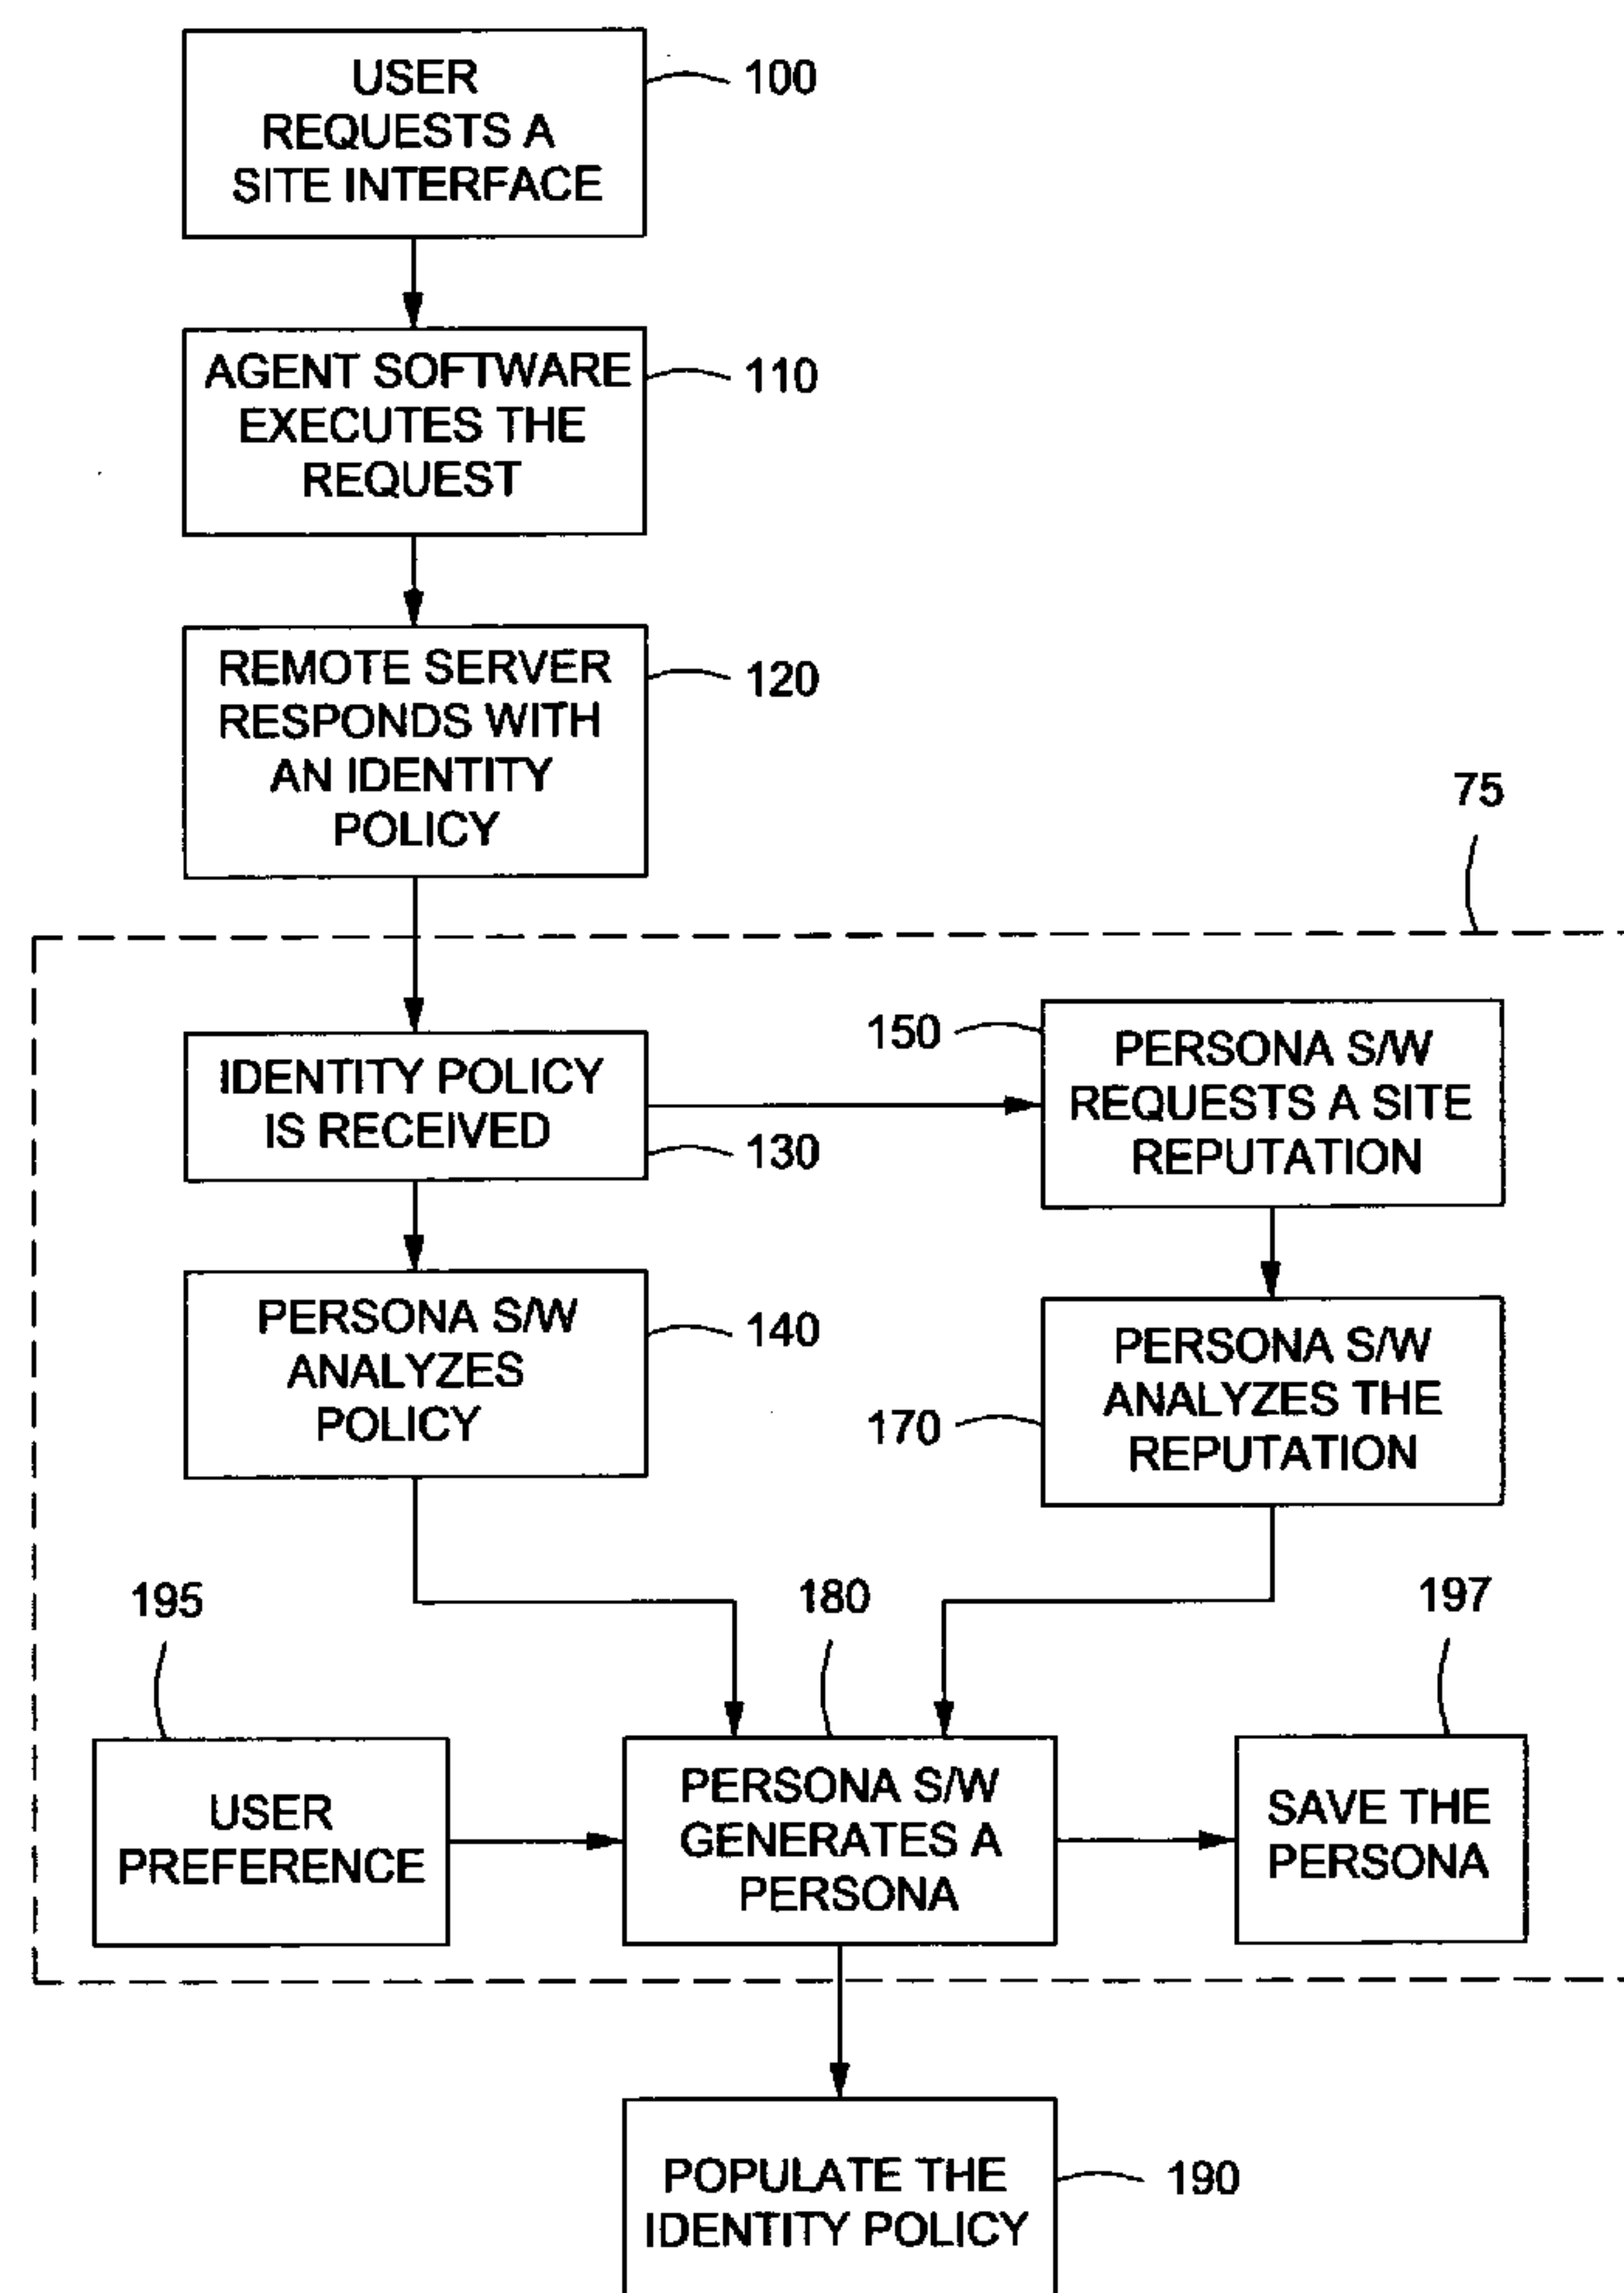 USER
REQUESTS A
SITE INTERFACE
100
AGENT SOFTWARE
EXECUTES THE
REQUEST
110
REMOTE SERVER
RESPONDS WITH
AN IDENTITY
POLICY
120
75
IDENTITY POLICY
IS RECEIVED
130
150
PERSONA S/W
REQUESTS A SITE
REPUTATION
PERSONA S/W
ANALYZES
POLICY
140
170
PERSONA S/W
ANALYZES THE
REPUTATION
195
180
197
USER
PREFERENCE
PERSONA S/W
GENERATES A
PERSONA
SAVE THE
PERSONA
POPULATE THE
IDENTITY POLICY
190